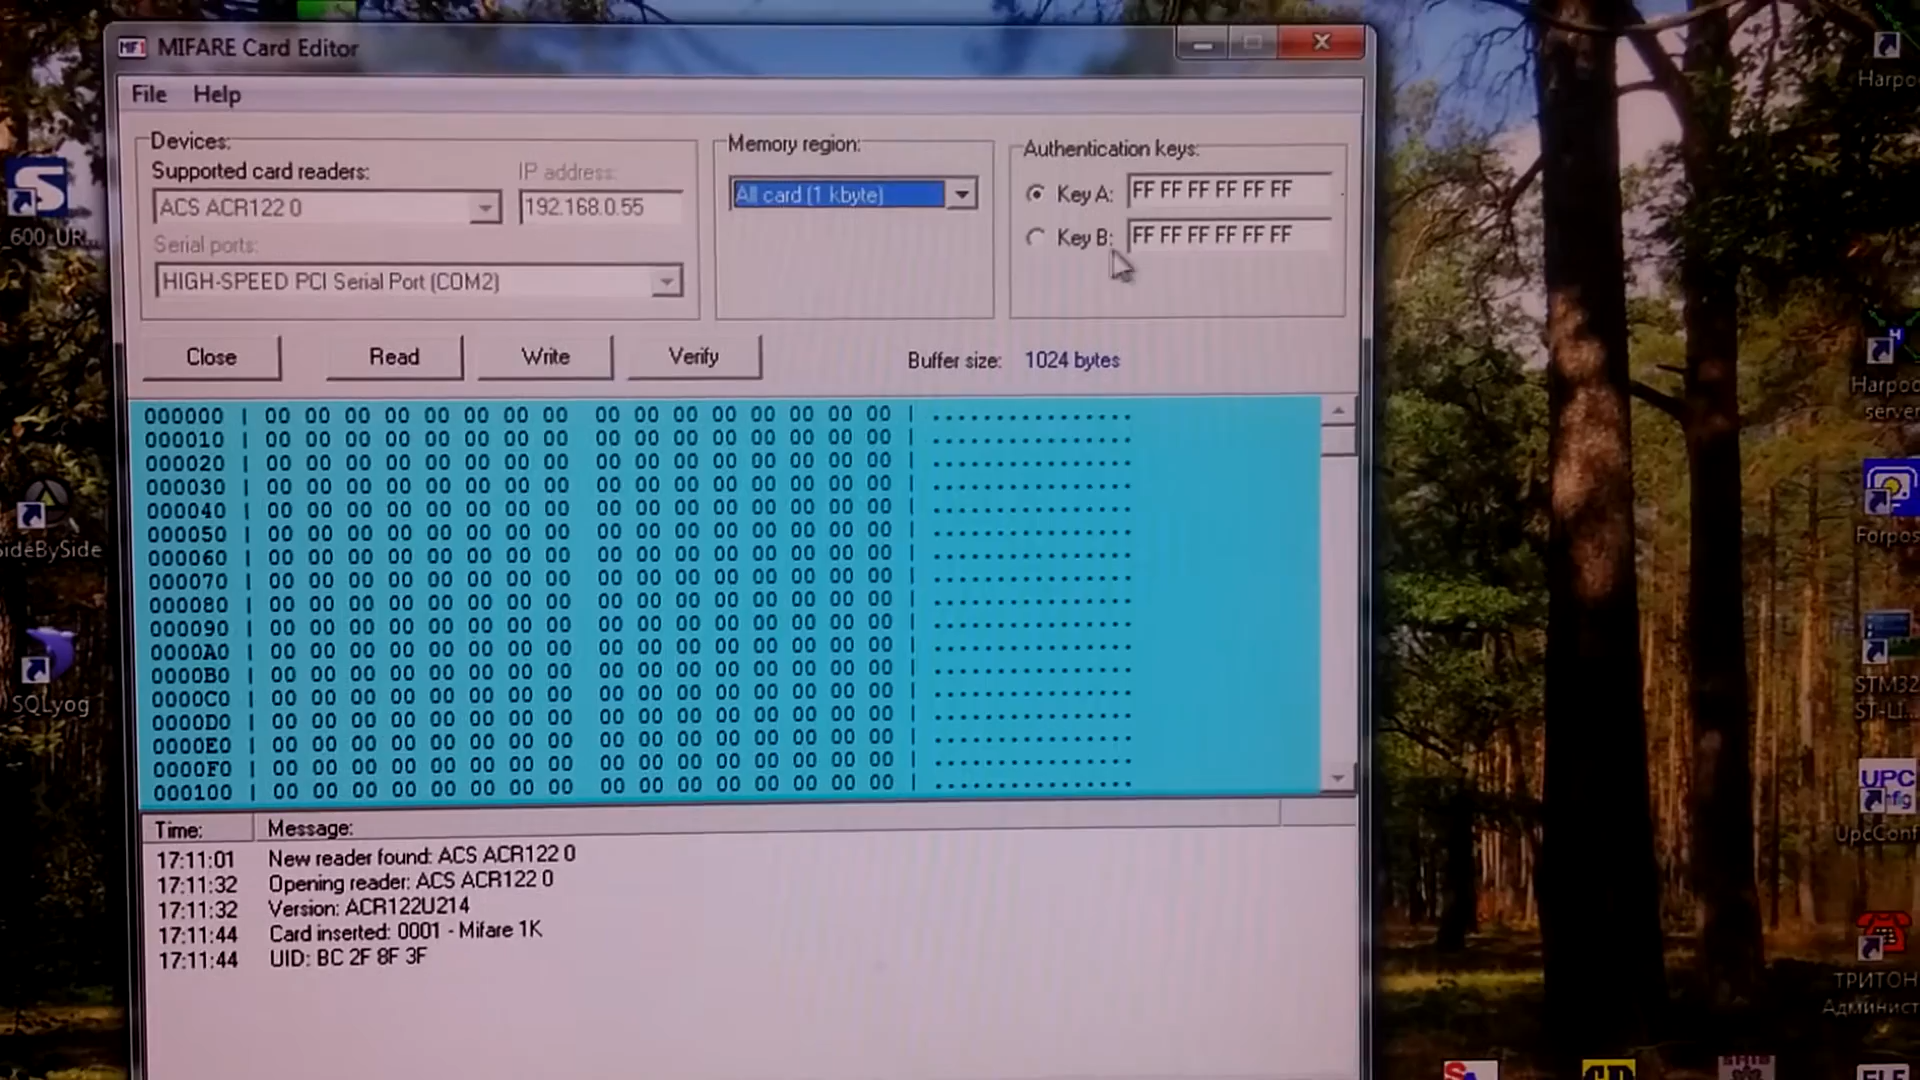 MF1 MIFARE Card Editor
File Help
Devices:
Supported card readers:
IP address:
ACS ACR122 0
192.168.0.55
Serial ports:
HIGH-SPEED PCI Serial Port (COM2)
Memory region:
All card (1 kbyte)
Authentication keys:
Key A: FF FF FF FF FF FF
Key B: FF FF FF FF FF FF
Close Read Write Verify Buffer size: 1024 bytes
000000 | 00 00 00 00 00 00 00 00 00 00 00 00 00 00 00 00 | ................
000010 | 00 00 00 00 00 00 00 00 00 00 00 00 00 00 00 00 | ................
000020 | 00 00 00 00 00 00 00 00 00 00 00 00 00 00 00 00 | ................
000030 | 00 00 00 00 00 00 00 00 00 00 00 00 00 00 00 00 | ................
000040 | 00 00 00 00 00 00 00 00 00 00 00 00 00 00 00 00 | ................
000050 | 00 00 00 00 00 00 00 00 00 00 00 00 00 00 00 00 | ................
000060 | 00 00 00 00 00 00 00 00 00 00 00 00 00 00 00 00 | ................
000070 | 00 00 00 00 00 00 00 00 00 00 00 00 00 00 00 00 | ................
000080 | 00 00 00 00 00 00 00 00 00 00 00 00 00 00 00 00 | ................
000090 | 00 00 00 00 00 00 00 00 00 00 00 00 00 00 00 00 | ................
0000A0 | 00 00 00 00 00 00 00 00 00 00 00 00 00 00 00 00 | ................
0000B0 | 00 00 00 00 00 00 00 00 00 00 00 00 00 00 00 00 | ................
0000C0 | 00 00 00 00 00 00 00 00 00 00 00 00 00 00 00 00 | ................
0000D0 | 00 00 00 00 00 00 00 00 00 00 00 00 00 00 00 00 | ................
0000E0 | 00 00 00 00 00 00 00 00 00 00 00 00 00 00 00 00 | ................
0000F0 | 00 00 00 00 00 00 00 00 00 00 00 00 00 00 00 00 | ................
000100 | 00 00 00 00 00 00 00 00 00 00 00 00 00 00 00 00 | ................
Time: Message:
17:11:01 New reader found: ACS ACR122 0
17:11:32 Opening reader: ACS ACR122 0
17:11:32 Version: ACR122U214
17:11:44 Card inserted: 0001 - Mifare 1K
17:11:44 UID: BC 2F 8F 3F
_600_UR...
SideBySide
SQLyog
Harpo
H
Harpoc
server
Forpos
STM32
ST-LI...
UPC
nfig
UpcConf
ТРИТОН
Админист